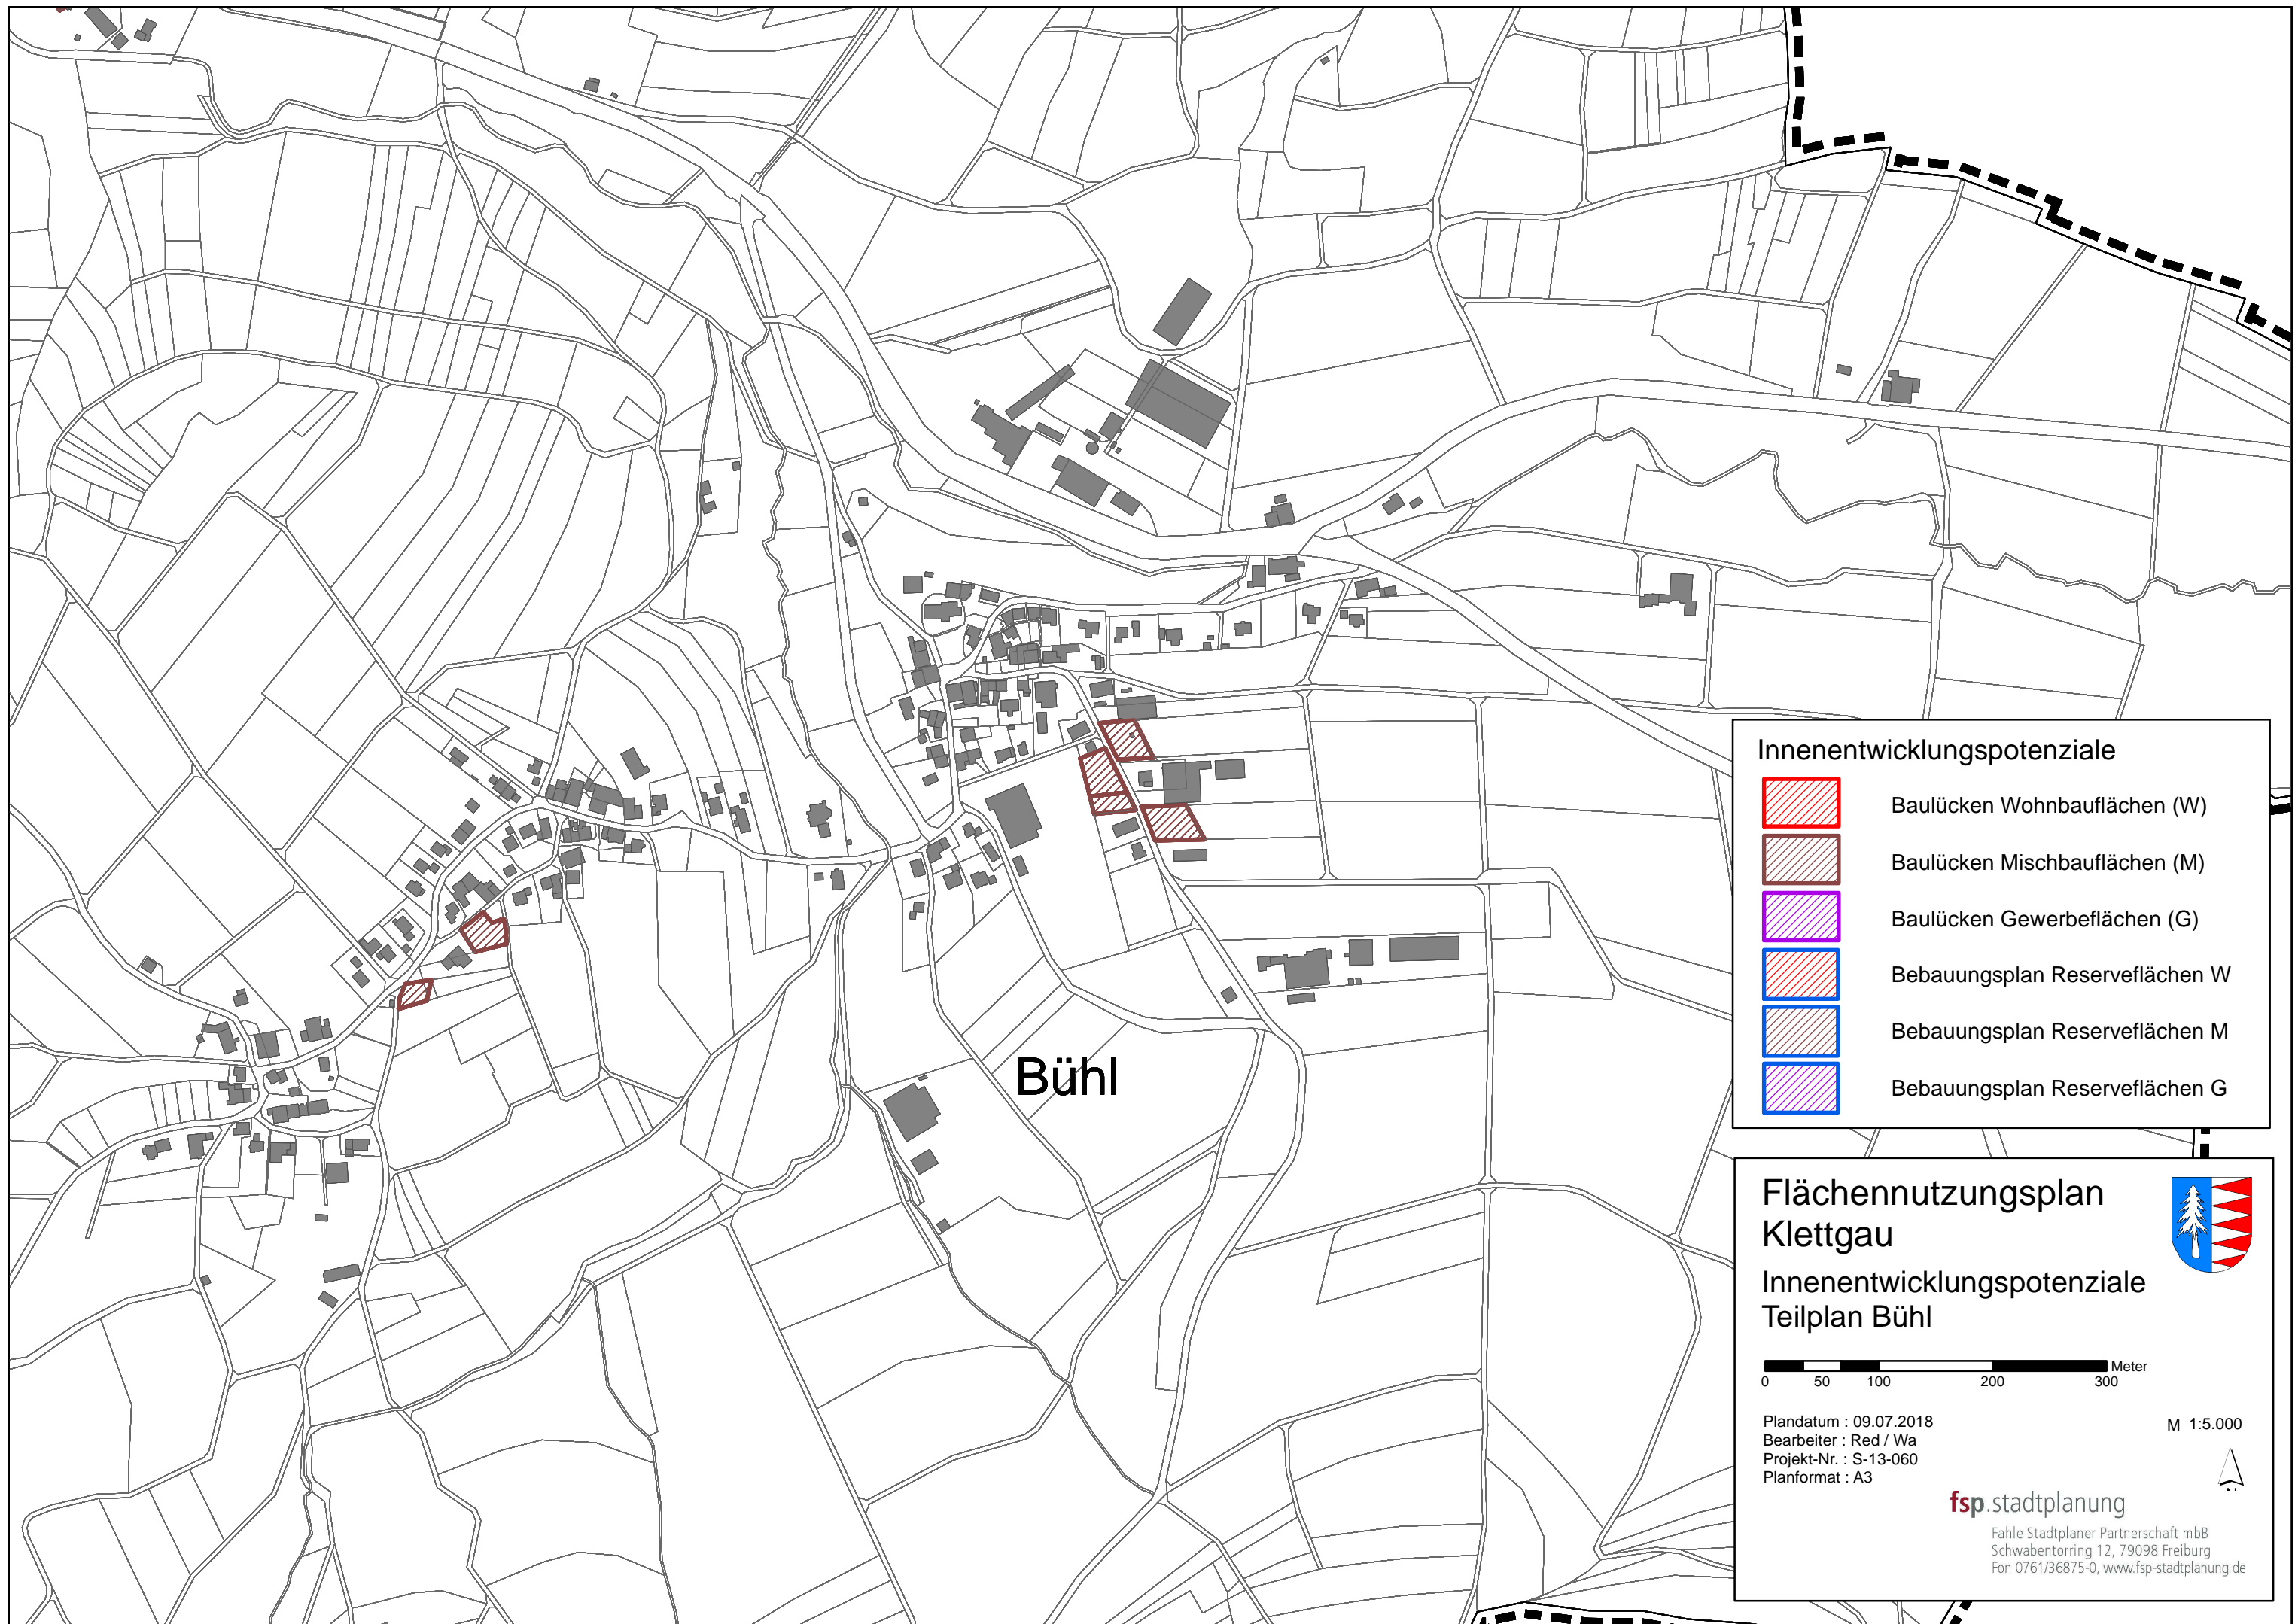 Bühl
Innenentwicklungspotenziale
Baulücken Wohnbauflächen (W)
Baulücken Mischbauflächen (M)
Baulücken Gewerbeflächen (G)
Bebauungsplan Reserveflächen W
Bebauungsplan Reserveflächen M
Bebauungsplan Reserveflächen G
Flächennutzungsplan
Klettgau
Innenentwicklungspotenziale
Teilplan Bühl
Meter
0 50 100 200 300
Plandatum : 09.07.2018
M 1:5.000
Bearbeiter : Red / Wa
Projekt-Nr. : S-13-060
Planformat : A3
fsp.stadtplanung
Fahle Stadtplaner Partnerschaft mbB
Schwabentorring 12, 79098 Freiburg
Fon 0761/36875-0, www.fsp-stadtplanung.de